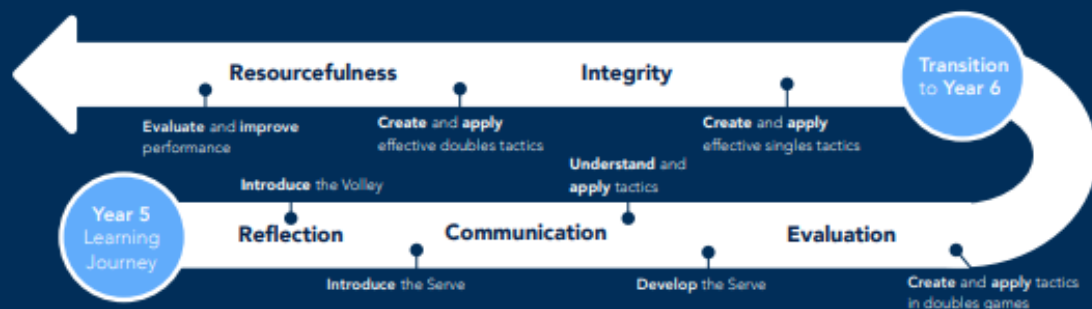 Resourcefulness
Integrity
Transition
to Year 6
Evaluate and improve
performance
Create and apply
effective doubles tactics
Create and apply
effective singles tactics
Understand and
apply tactics
Introduce the Volley
Year 5
Learning
Journey
Reflection
Communication
Evaluation
Introduce the Serve
Develop the Serve
Create and apply tactics
in doubles games